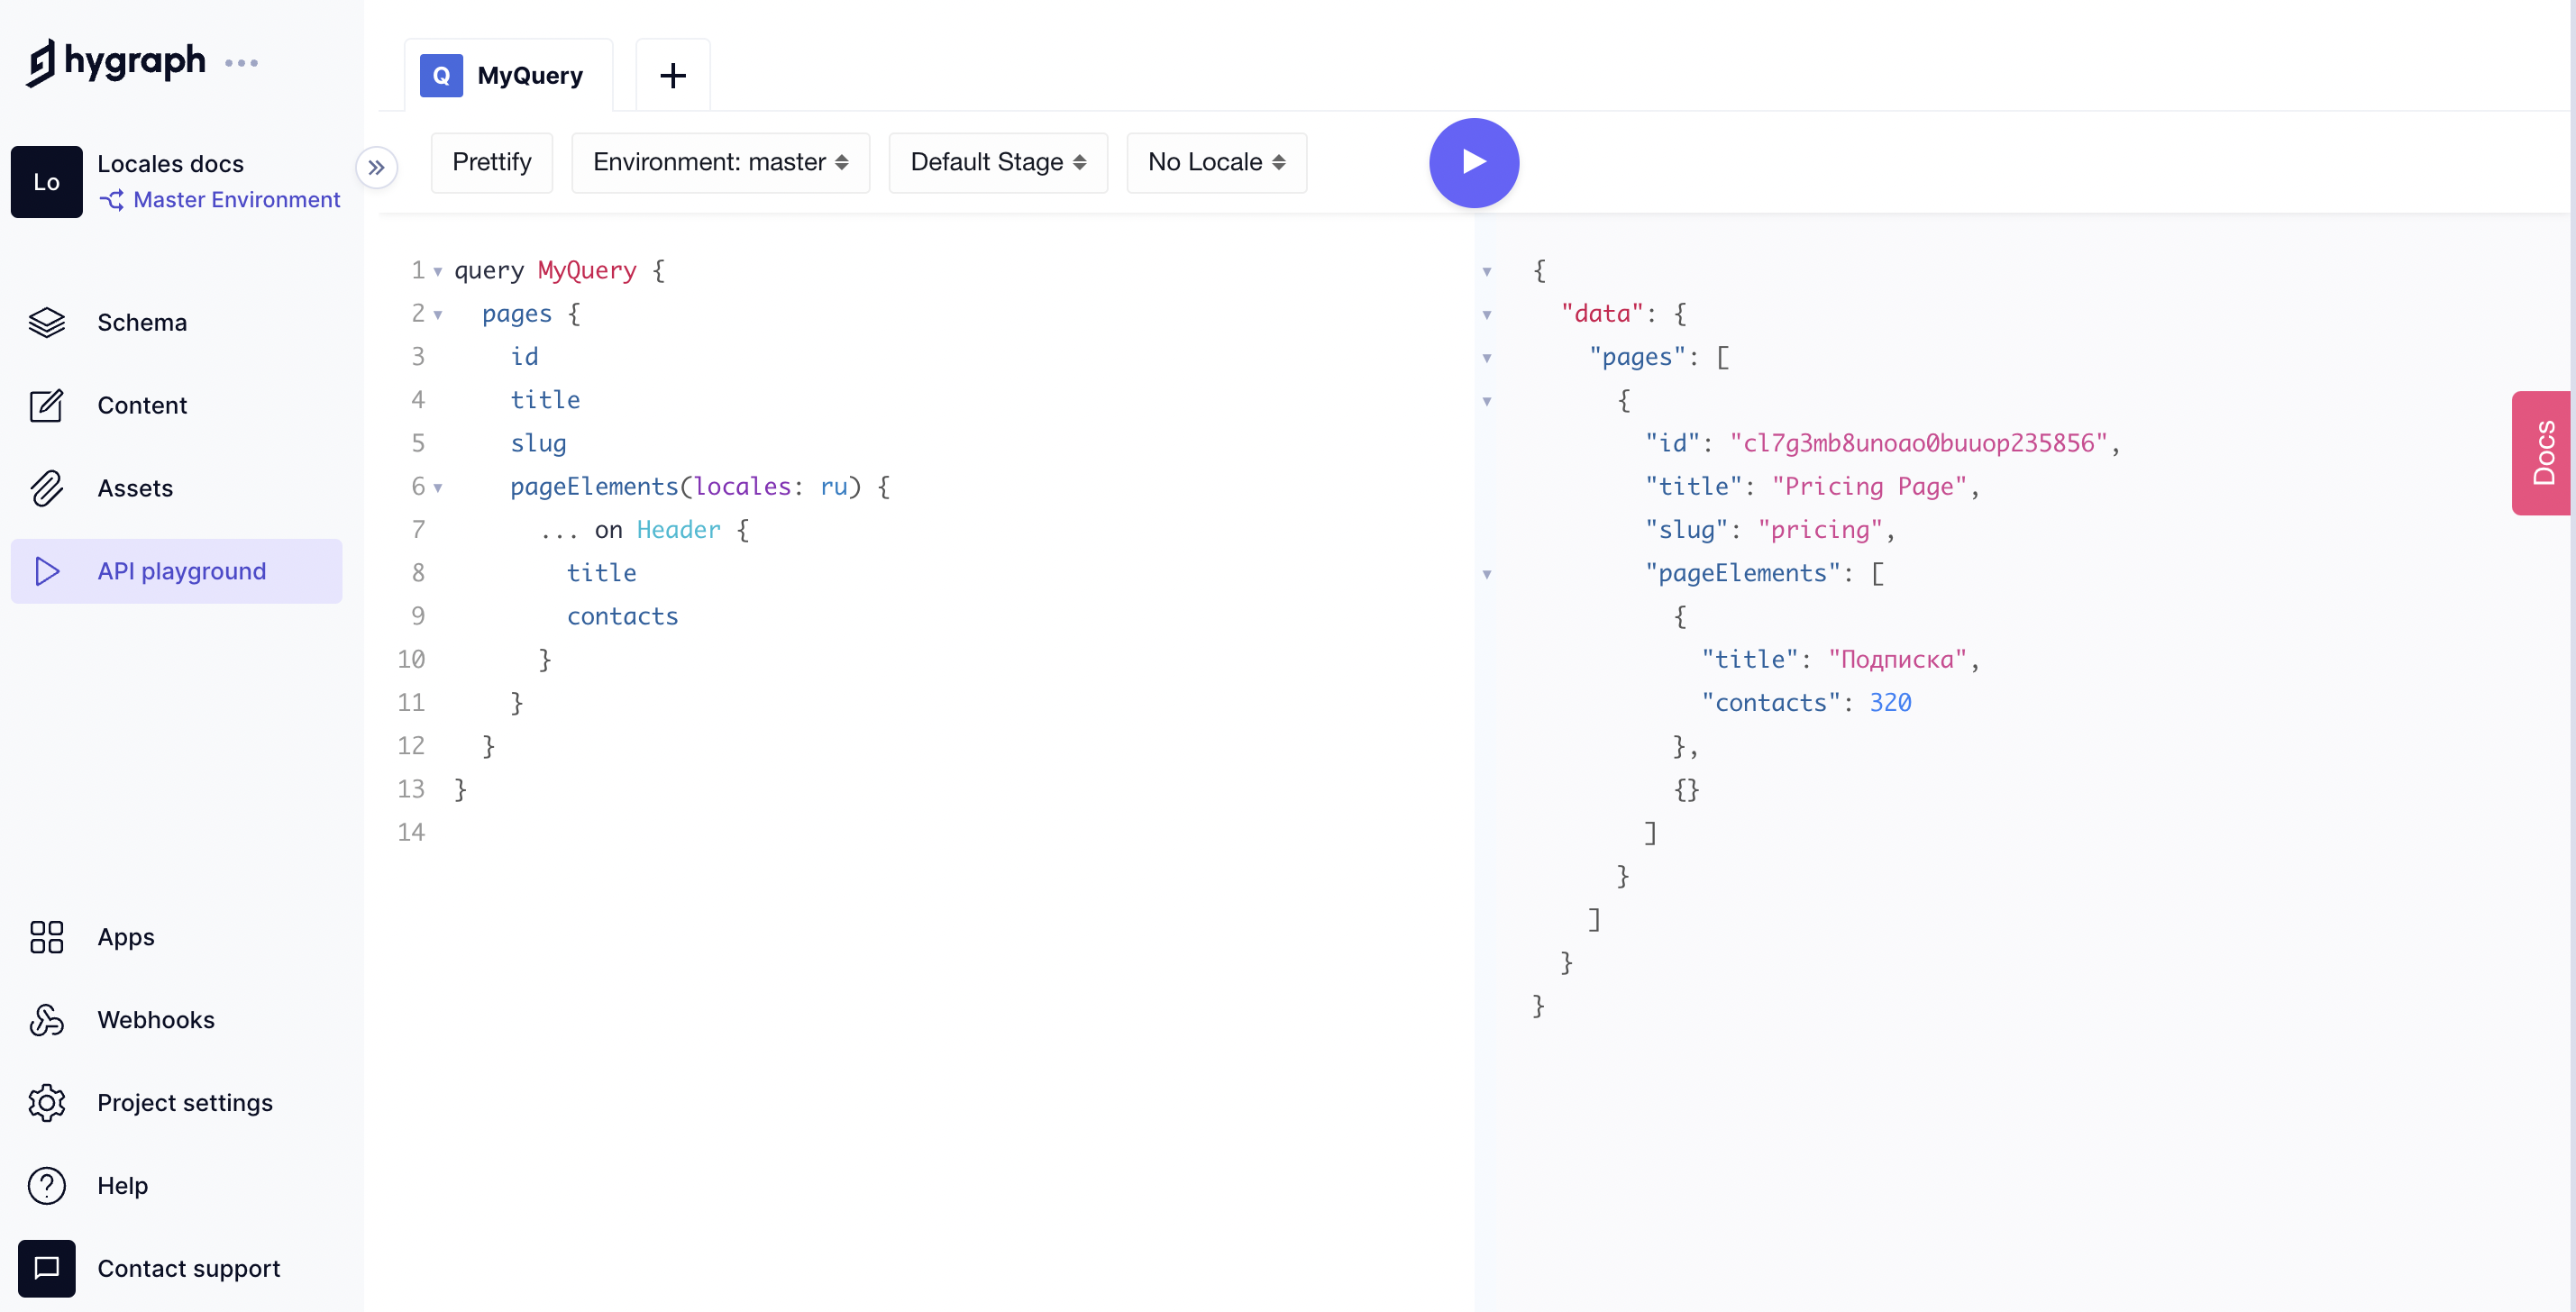 hygraph
Lo
Locales docs
Master Environment
Schema
Content
Assets
API playground
Apps
Webhooks
Project settings
Help
Contact support
Q MyQuery +
Prettify
Environment: master
Default Stage
No Locale
1 query MyQuery {
2 pages {
3 id
4 title
5 slug
6 pageElements(locales: ru) {
7 ... on Header {
8 title
9 contacts
10 }
11 }
12 }
13 }
14
{
"data": {
"pages": [
{
"id": "cl7g3mb8unoao0buuop235856",
"title": "Pricing Page",
"slug": "pricing",
"pageElements": [
{
"title": "Подписка",
"contacts": 320
},
{}
]
}
]
}
}
Docs